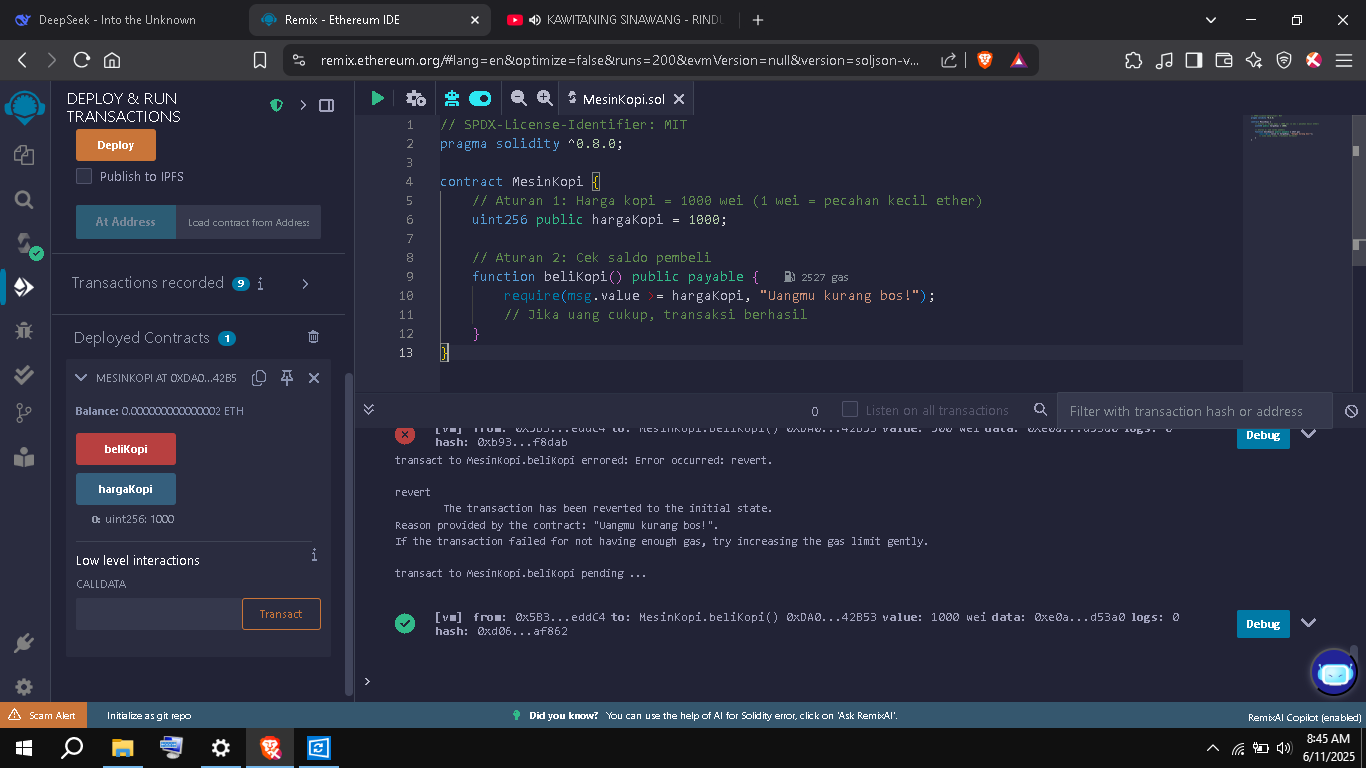 DeepSeek - Into the Unknown
Remix - Ethereum IDE
KAWITANING SINAWANG - RINDU
remix.ethereum.org/#lang=en&optimize=false&runs=200&evmVersion=null&version=soljson-v...
DEPLOY & RUN
TRANSACTIONS
Deploy
Publish to IPFS
At Address
Load contract from Address
Transactions recorded 9 i
Deployed Contracts 1
MESINKOPI AT 0XDA0...42B5
Balance: 0.000000000000002 ETH
beliKopi
hargaKopi
0: uint256: 1000
Low level interactions
i
CALLDATA
Transact
MesinKopi.sol
1 // SPDX-License-Identifier: MIT
2 pragma solidity ^0.8.0;
3
4 contract MesinKopi {
5 // Aturan 1: Harga kopi = 1000 wei (1 wei = pecahan kecil ether)
6 uint256 public hargaKopi = 1000;
7
8 // Aturan 2: Cek saldo pembeli
9 function beliKopi() public payable { 2527 gas
10 require(msg.value >= hargaKopi, "Uangmu kurang bos!");
11 // Jika uang cukup, transaksi berhasil
12 }
13 }
0
Listen on all transactions
Filter with transaction hash or address
[vm] from: 0x5B3...eddC4 to: MesinKopi.beliKopi() 0xDA0...42B53 value: 500 wei data: 0xe0a...d53a0 logs: 0
hash: 0xb93...f8dab
Debug
transact to MesinKopi.beliKopi errored: Error occurred: revert.
revert
The transaction has been reverted to the initial state.
Reason provided by the contract: "Uangmu kurang bos!".
If the transaction failed for not having enough gas, try increasing the gas limit gently.
transact to MesinKopi.beliKopi pending ...
[vm] from: 0x5B3...eddC4 to: MesinKopi.beliKopi() 0xDA0...42B53 value: 1000 wei data: 0xe0a...d53a0 logs: 0
hash: 0xd06...af862
Debug
>
Scam Alert
Initialize as git repo
Did you know? You can use the help of AI for Solidity error, click on 'Ask RemixAI'.
RemixAI Copilot (enabled)
8:45 AM
6/11/2025